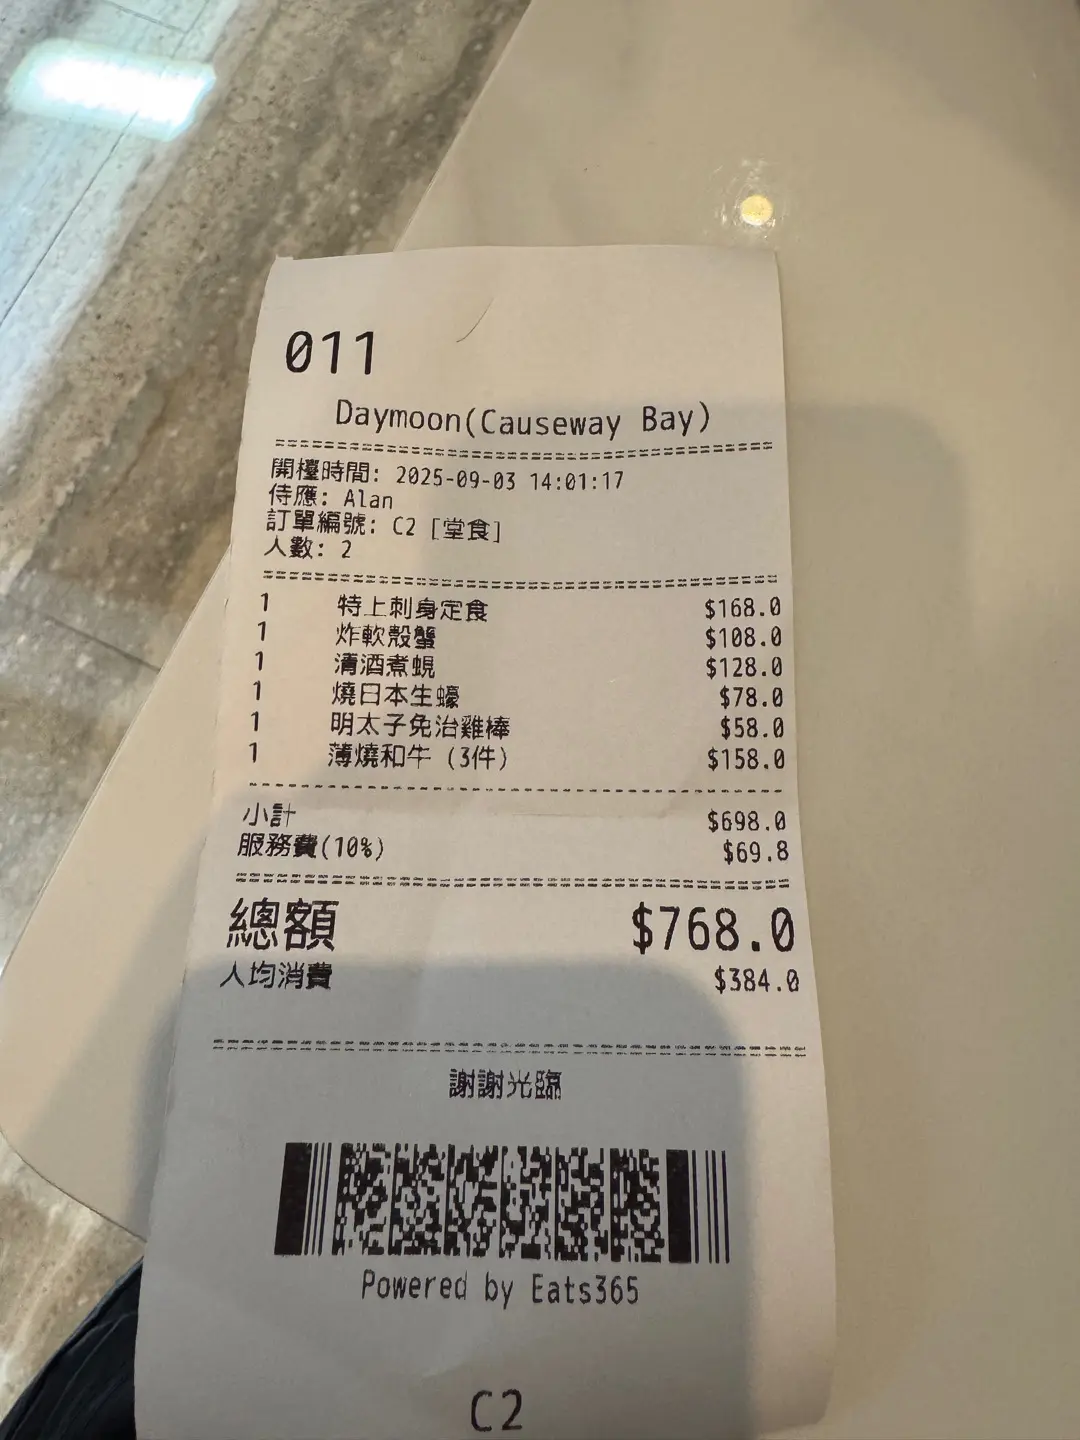 011
Daymoon(Causeway Bay)
開檯時間: 2025-09-03 14:01:17
侍應: Alan
訂單編號: C2 [堂食]
人數: 2
1 特上刺身定食 $168.0
1 炸軟殼蟹 $108.0
1 清酒煮蜆 $128.0
1 燒日本生蠔 $78.0
1 明太子免治雞棒 $58.0
1 薄燒和牛 (3件) $158.0
小計 $698.0
服務費(10%) $69.8
總額 $768.0
人均消費 $384.0
謝謝光臨
Powered by Eats365
C2